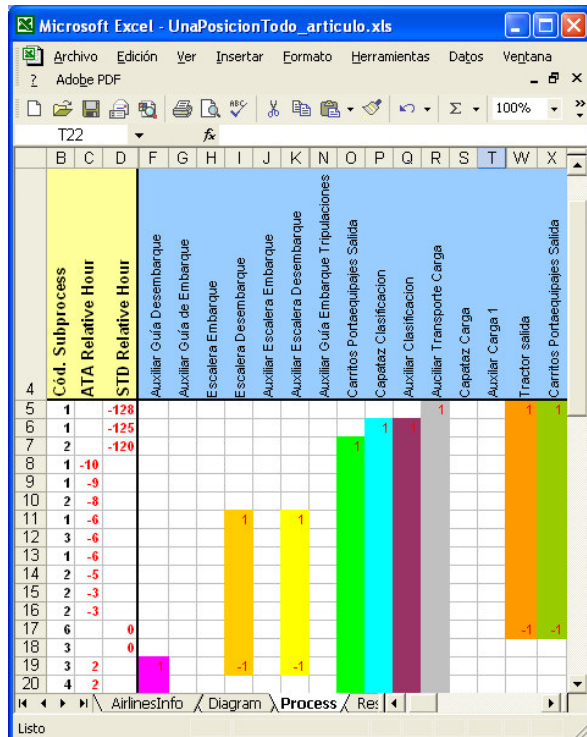 Microsoft Excel - UnaPosicionTodo_articulo.xls
Archivo Edición Ver Insertar Formato Herramientas Datos Ventana
? Adobe PDF
ABC Σ 100%
T22 fx
B C D F G H I J K N O P Q R S T W X
4 Cód. Subprocess
ATA Relative Hour
STD Relative Hour
Auxiliar Guía Desembarque
Auxiliar Guía de Embarque
Escalera Embarque
Escalera Desembarque
Auxiliar Escalera Embarque
Auxiliar Escalera Desembarque
Auxiliar Guía Embarque Tripulaciones
Carritos Portaequipajes Salida
Capataz Clasificacion
Auxiliar Clasificacion
Auciliar Transporte Carga
Capataz Carga
Auxilar Carga 1
Tractor salida
Carritos Portaequipajes Salida
5 1 -128 1 1 1
6 1 -125 1 1
7 2 -120 1
8 1 -10
9 1 -9
10 2 -8
11 1 -6 1 1
12 3 -6
13 1 -6
14 2 -5
15 2 -3
16 2 -3
17 6 0 -1 -1
18 3 0
19 3 2 1 -1 -1
20 4 2
AirlinesInfo Diagram Process Res
Listo